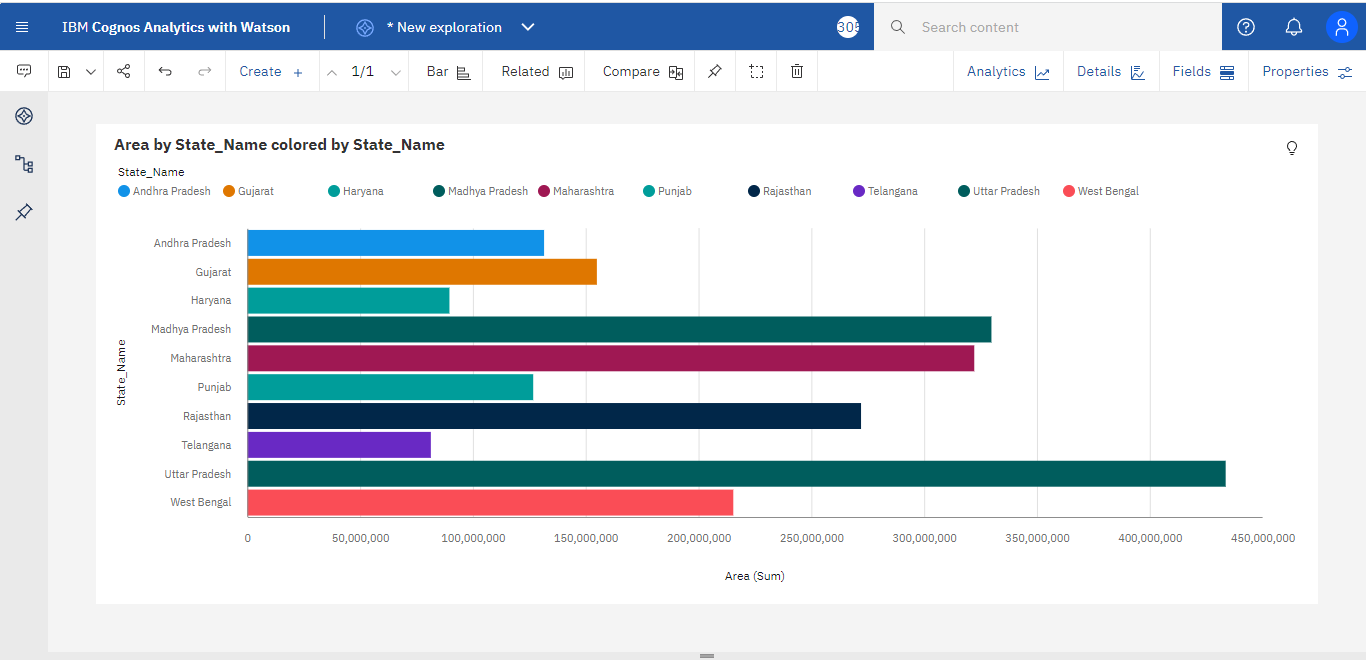 IBM Cognos Analytics with Watson
* New exploration
305
Search content
Create +
1/1
Bar
Related
Compare
Analytics
Details
Fields
Properties
Area by State_Name colored by State_Name
State_Name
Andhra Pradesh Gujarat Haryana Madhya Pradesh Maharashtra Punjab Rajasthan Telangana Uttar Pradesh West Bengal
State_Name
Andhra Pradesh
Gujarat
Haryana
Madhya Pradesh
Maharashtra
Punjab
Rajasthan
Telangana
Uttar Pradesh
West Bengal
0 50,000,000 100,000,000 150,000,000 200,000,000 250,000,000 300,000,000 350,000,000 400,000,000 450,000,000
Area (Sum)